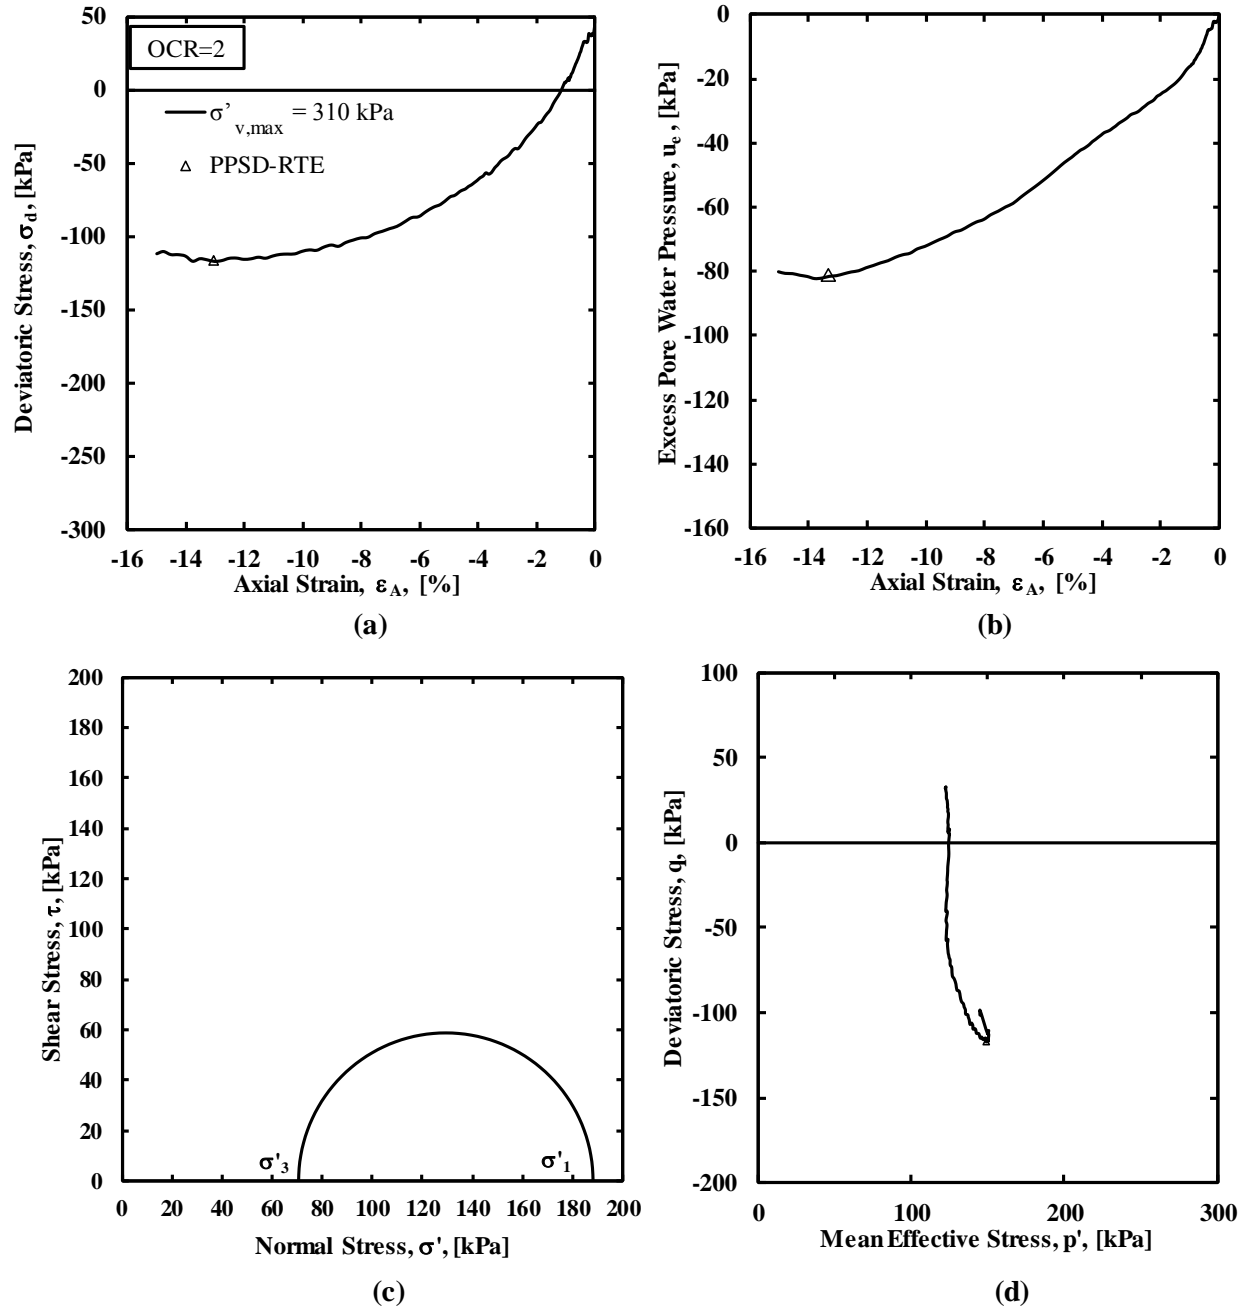 50
0
-50
-100
-150
-200
-250
-300
Deviatoric Stress, σd, [kPa]
OCR=2
σ’v,max = 310 kPa
PPSD-RTE
-16 -14 -12 -10 -8 -6 -4 -2 0
Axial Strain, εA, [%]
(a)
0
-20
-40
-60
-80
-100
-120
-140
-160
Excess Pore Water Pressure, ue, [kPa]
-16 -14 -12 -10 -8 -6 -4 -2 0
Axial Strain, εA, [%]
(b)
200
180
160
140
120
100
80
60
40
20
0
Shear Stress, τ, [kPa]
σ'3 σ'1
0 20 40 60 80 100 120 140 160 180 200
Normal Stress, σ', [kPa]
(c)
100
50
0
-50
-100
-150
-200
Deviatoric Stress, q, [kPa]
0 100 200 300
Mean Effective Stress, p', [kPa]
(d)